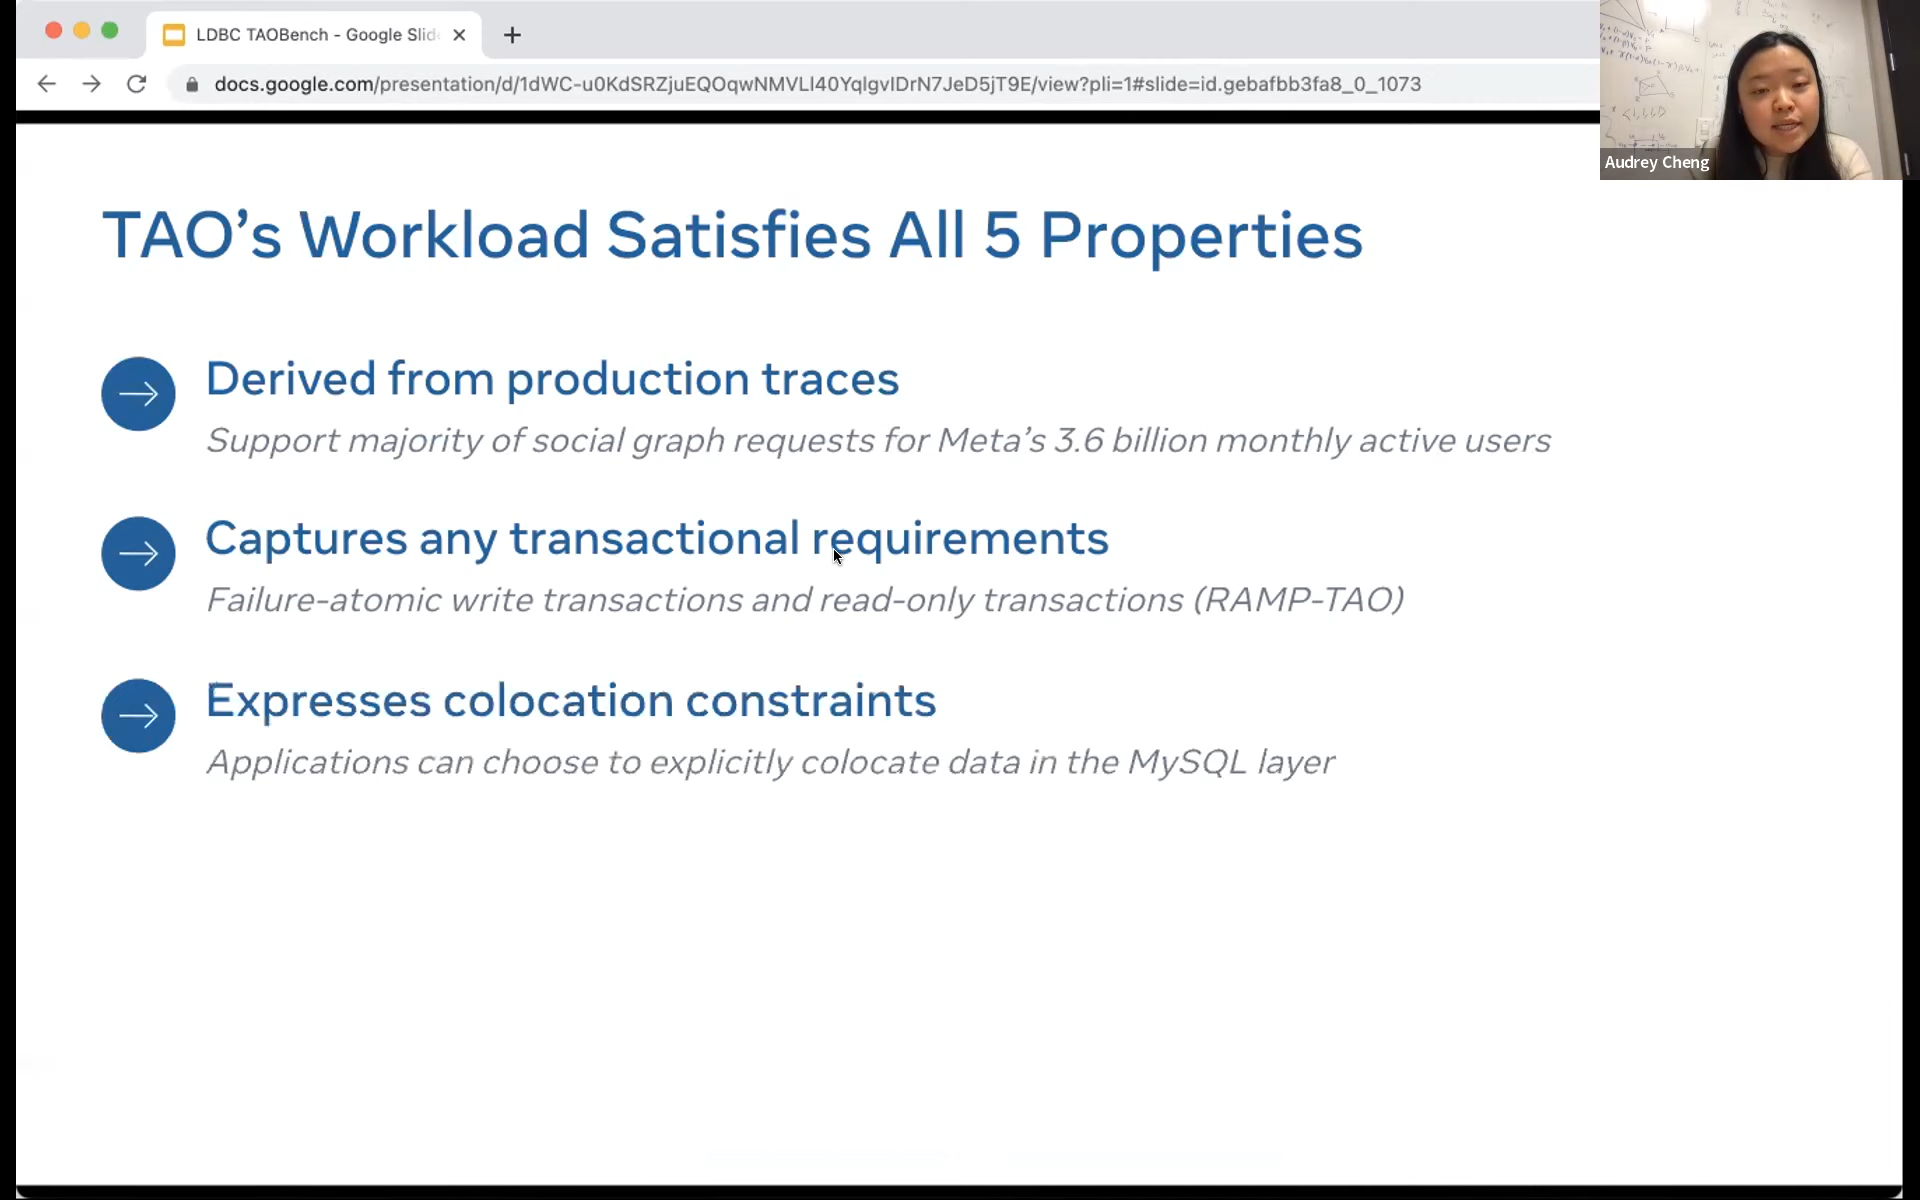 LDBC TAOBench - Google Slid
docs.google.com/presentation/d/1dWC-u0KdSRZjuEQOqwNMVLl40YqlgvIDrN7JeD5jT9E/view?pli=1#slide=id.gebafbb3fa8_0_1073
Audrey Cheng
TAO’s Workload Satisfies All 5 Properties
Derived from production traces
Support majority of social graph requests for Meta’s 3.6 billion monthly active users
Captures any transactional requirements
Failure-atomic write transactions and read-only transactions (RAMP-TAO)
Expresses colocation constraints
Applications can choose to explicitly colocate data in the MySQL layer